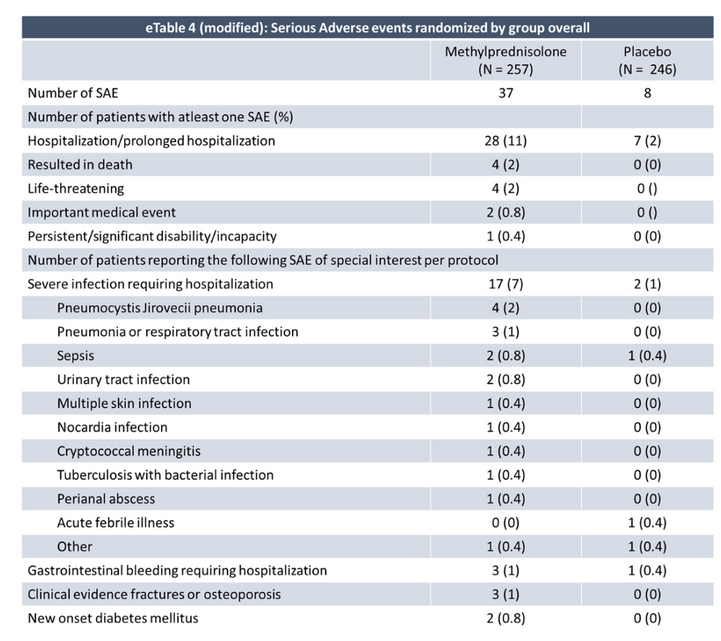 eTable 4 (modified): Serious Adverse events randomized by group overall
Methylprednisolone Placebo
(N = 257) (N = 246)
Number of SAE 37 8
Number of patients with atleast one SAE (%)
Hospitalization/prolonged hospitalization 28 (11) 7 (2)
Resulted in death 4 (2) 0 (0)
Life-threatening 4 (2) 0 ()
Important medical event 2 (0.8) 0 ()
Persistent/significant disability/incapacity 1 (0.4) 0 (0)
Number of patients reporting the following SAE of special interest per protocol
Severe infection requiring hospitalization 17 (7) 2 (1)
Pneumocystis Jirovecii pneumonia 4 (2) 0 (0)
Pneumonia or respiratory tract infection 3 (1) 0 (0)
Sepsis 2 (0.8) 1 (0.4)
Urinary tract infection 2 (0.8) 0 (0)
Multiple skin infection 1 (0.4) 0 (0)
Nocardia infection 1 (0.4) 0 (0)
Cryptococcal meningitis 1 (0.4) 0 (0)
Tuberculosis with bacterial infection 1 (0.4) 0 (0)
Perianal abscess 1 (0.4) 0 (0)
Acute febrile illness 0 (0) 1 (0.4)
Other 1 (0.4) 1 (0.4)
Gastrointestinal bleeding requiring hospitalization 3 (1) 1 (0.4)
Clinical evidence fractures or osteoporosis 3 (1) 0 (0)
New onset diabetes mellitus 2 (0.8) 0 (0)